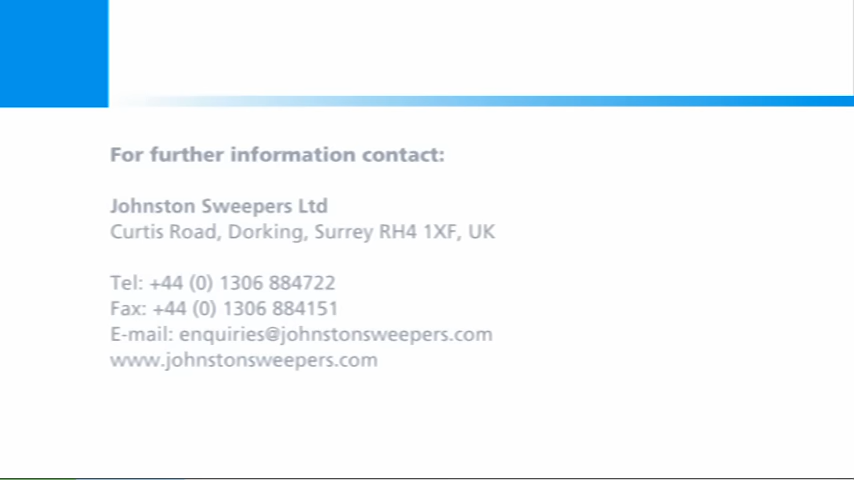 For further information contact:
Johnston Sweepers Ltd
Curtis Road, Dorking, Surrey RH4 1XF, UK
Tel: +44 (0) 1306 884722
Fax: +44 (0) 1306 884151
E-mail: enquiries@johnstonsweepers.com
www.johnstonsweepers.com